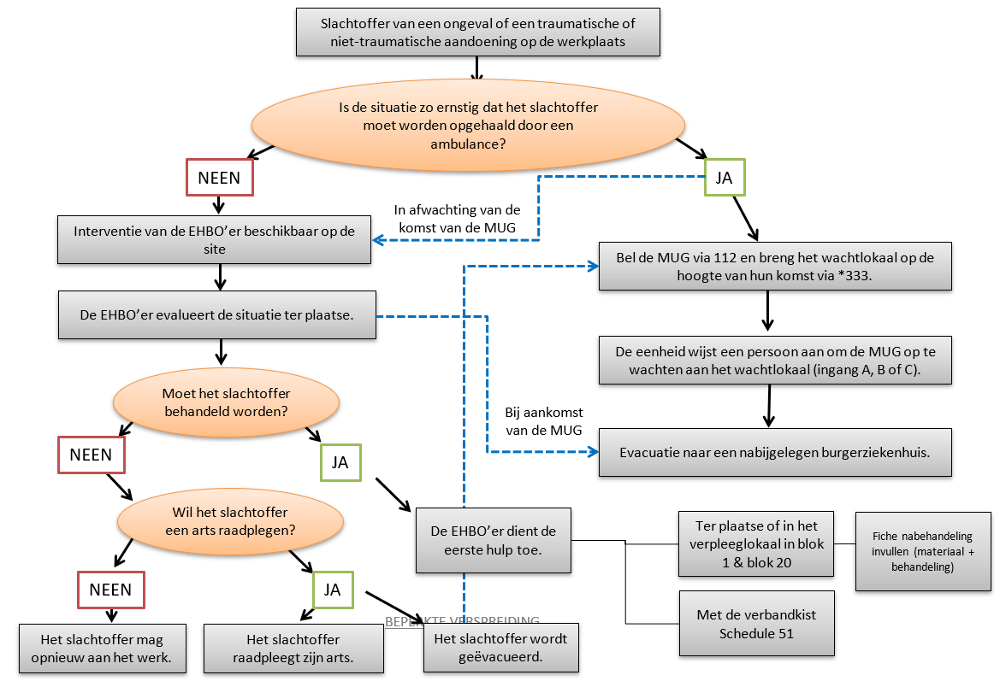 Slachtoffer van een ongeval of een traumatische of
niet-traumatische aandoening op de werkplaats
Is de situatie zo ernstig dat het slachtoffer
moet worden opgehaald door een
ambulance?
NEEN
JA
In afwachting van de
komst van de MUG
Interventie van de EHBO’er beschikbaar op de
site
Bel de MUG via 112 en breng het wachtlokaal op de
hoogte van hun komst via *333.
De EHBO’er evalueert de situatie ter plaatse.
De eenheid wijst een persoon aan om de MUG op te
wachten aan het wachtlokaal (ingang A, B of C).
Moet het slachtoffer
behandeld worden?
Bij aankomst
van de MUG
NEEN
JA
Evacuatie naar een nabijgelegen burgerziekenhuis.
Wil het slachtoffer
een arts raadplegen?
De EHBO’er dient de
eerste hulp toe.
Ter plaatse of in het
verpleeglokaal in blok
1 & blok 20
Fiche nabehandeling
invullen (materiaal +
behandeling)
NEEN
JA
Met de verbandkist
Schedule 51
BEPERKTE VERSPREIDING
Het slachtoffer mag
opnieuw aan het werk.
Het slachtoffer
raadpleegt zijn arts.
Het slachtoffer wordt
geëvacueerd.